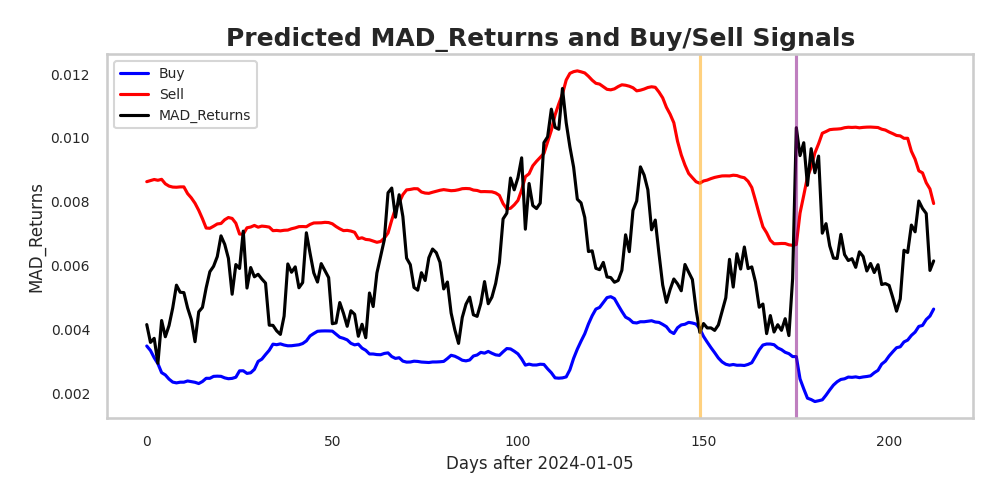 Predicted MAD_Returns and Buy/Sell Signals
Buy
Sell
MAD_Returns
0.012
0.010
0.008
0.006
0.004
0.002
MAD_Returns
0
50
100
150
200
Days after 2024-01-05